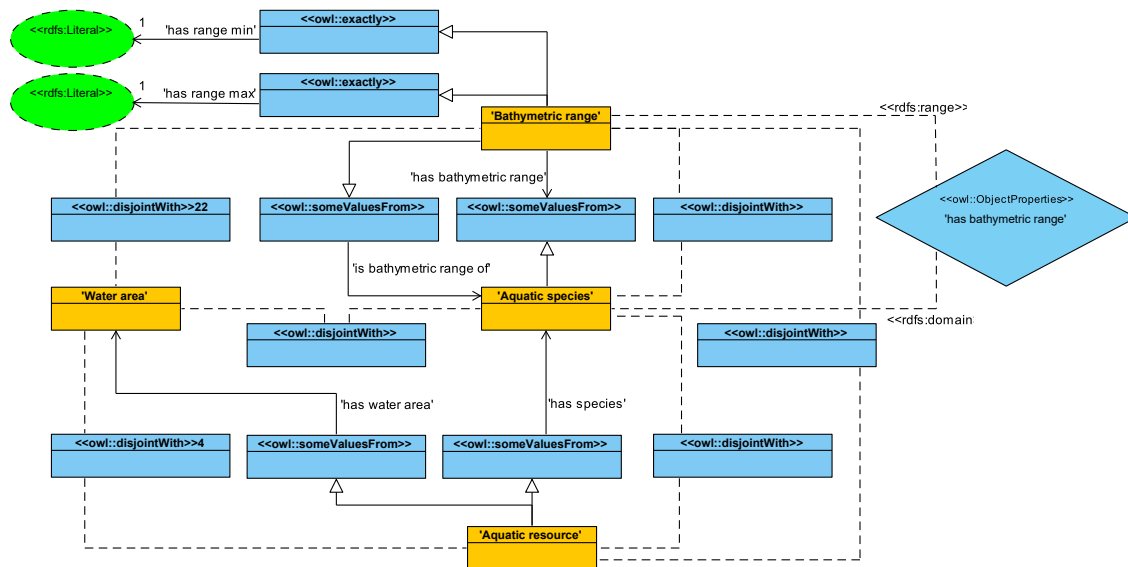 <<rdfs:Literal>>
1
'has range min'
<<owl::exactly>>
<<rdfs:Literal>>
1
'has range max'
<<owl::exactly>>
'Bathymetric range'
<<rdfs:range>>
'has bathymetric range'
<<owl::disjointWith>>22
<<owl::someValuesFrom>>
<<owl::someValuesFrom>>
<<owl::disjointWith>>
<<owl::ObjectProperties>>
'has bathymetric range'
'is bathymetric range of'
'Water area'
'Aquatic species'
<<owl::disjointWith>>
<<rdfs:domain
<<owl::disjointWith>>
'has water area'
'has species'
<<owl::disjointWith>>4
<<owl::someValuesFrom>>
<<owl::someValuesFrom>>
<<owl::disjointWith>>
'Aquatic resource'